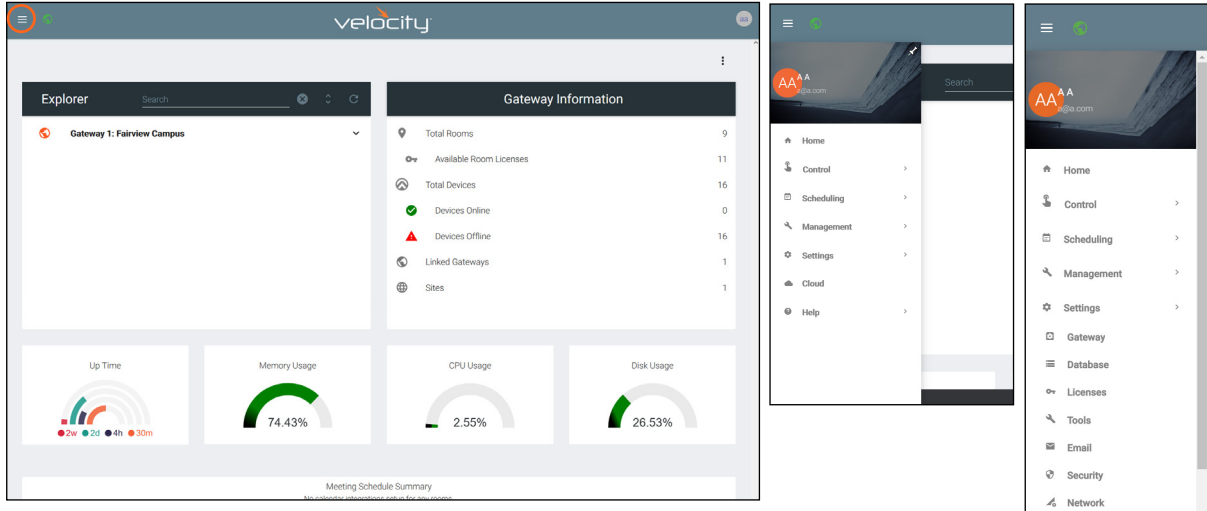 velocity
aa
Explorer Search
Gateway 1: Fairview Campus
Gateway Information
Total Rooms 9
Available Room Licenses 11
Total Devices 16
Devices Online 0
Devices Offline 16
Linked Gateways 1
Sites 1
Up Time
2w 2d 4h 30m
Memory Usage
74.43%
CPU Usage
2.55%
Disk Usage
26.53%
Meeting Schedule Summary
No calendar integrations setup for any rooms
AA A A
a@a.com
Search
Home
Control
Scheduling
Management
Settings
Cloud
Help
AA A A
a@a.com
Home
Control
Scheduling
Management
Settings
Gateway
Database
Licenses
Tools
Email
Security
Network